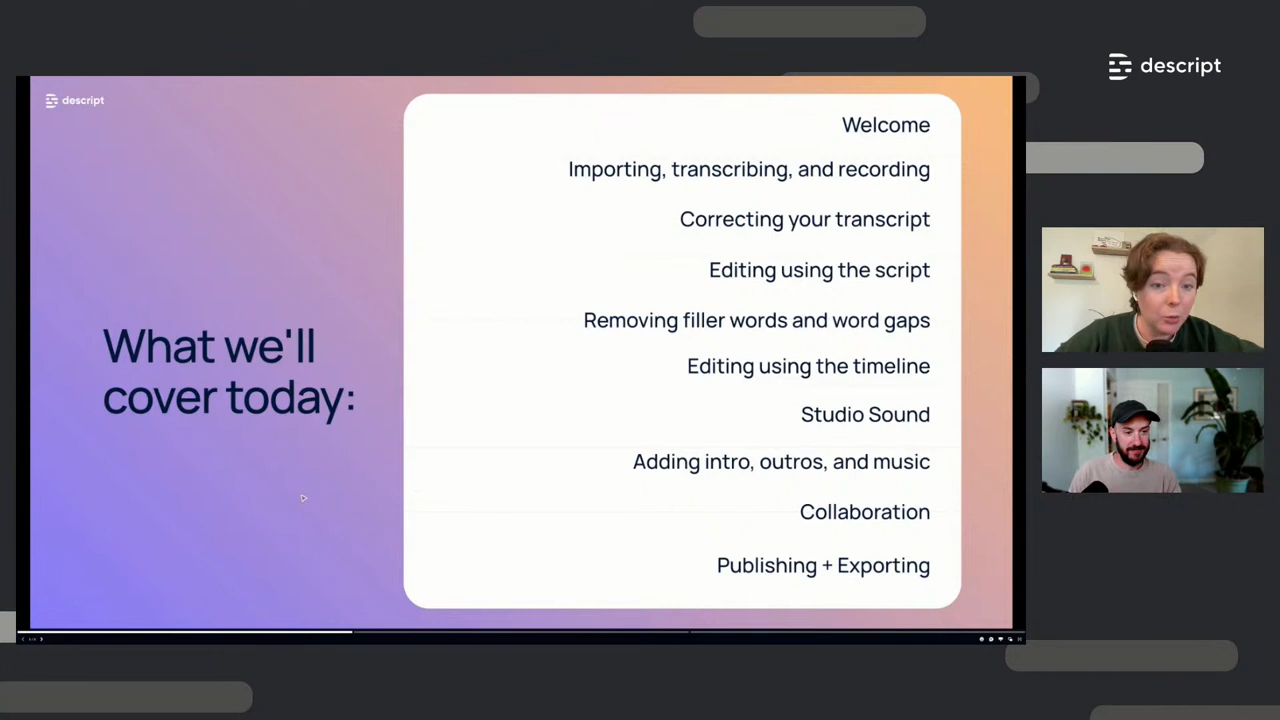 descript
descript
Welcome
Importing, transcribing, and recording
Correcting your transcript
Editing using the script
Removing filler words and word gaps
What we'll
cover today:
Editing using the timeline
Studio Sound
Adding intro, outros, and music
Collaboration
Publishing + Exporting